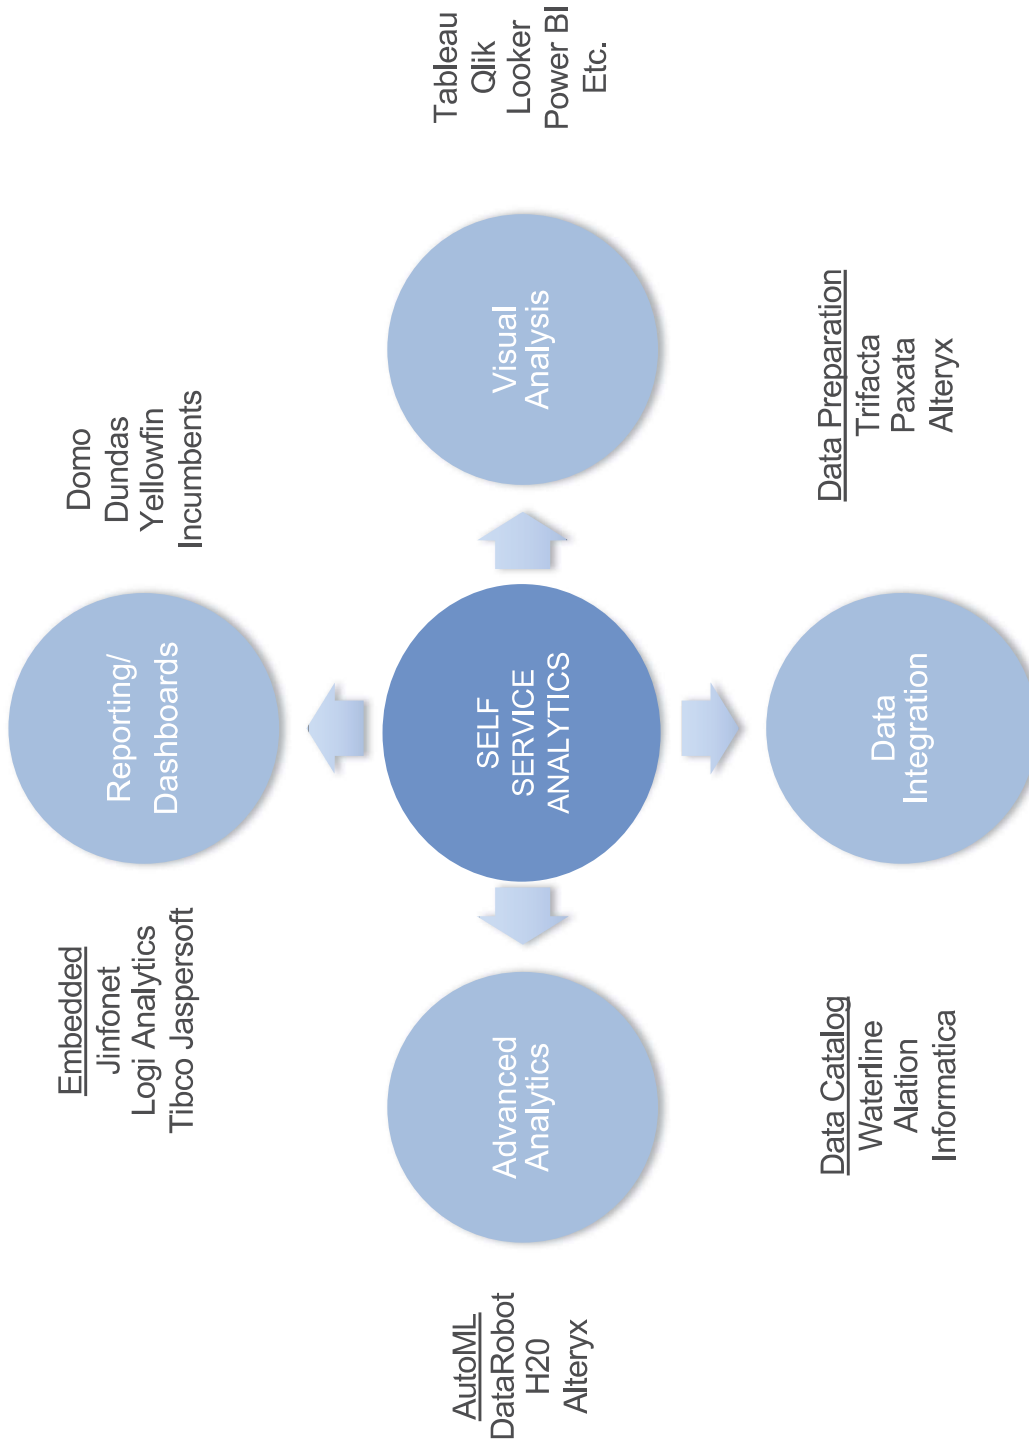 Embedded
Jinfonet
Logi Analytics
Tibco Jaspersoft
Reporting/
Dashboards
Domo
Dundas
Yellowfin
Incumbents
AutoML
DataRobot
H20
Alteryx
Advanced
Analytics
SELF
SERVICE
ANALYTICS
Visual
Analysis
Tableau
Qlik
Looker
Power BI
Etc.
Data Catalog
Waterline
Alation
Informatica
Data
Integration
Data Preparation
Trifacta
Paxata
Alteryx